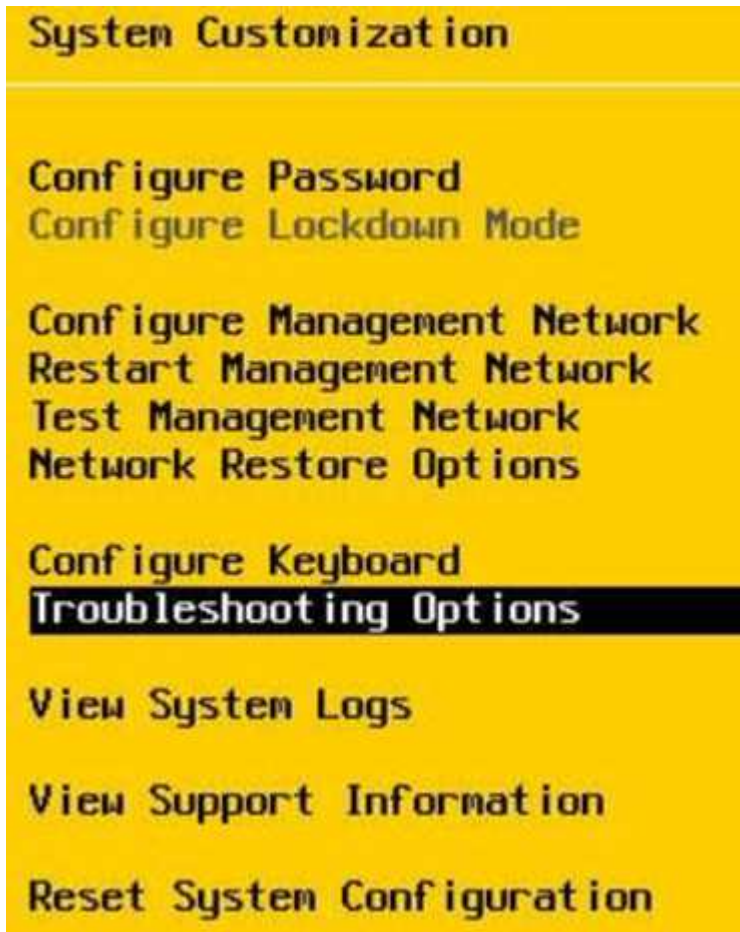 System Customization
Configure Password
Configure Lockdown Mode
Configure Management Network
Restart Management Network
Test Management Network
Network Restore Options
Configure Keyboard
Troubleshooting Options
View System Logs
View Support Information
Reset System Configuration